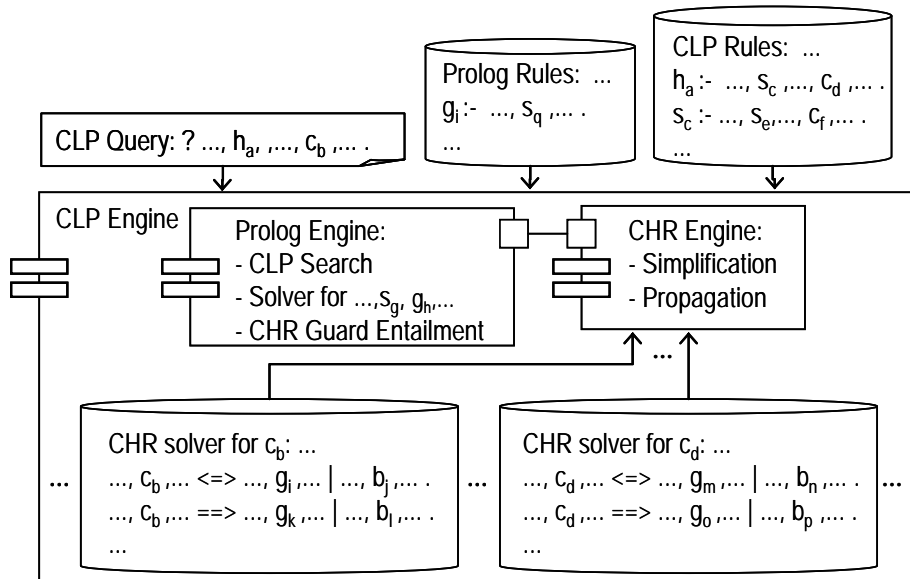 CLP Rules: ...
hₐ :- ..., s_c ,..., c_d, ... .
s_c :- ..., s_e,..., c_f, ... .
...
Prolog Rules: ...
g_i :- ..., s_q ,... .
...
CLP Query: ? ..., hₐ, ,..., c_b ,... .
CLP Engine
Prolog Engine:
- CLP Search
- Solver for ...,s_g, g_h,...
- CHR Guard Entailment
CHR Engine:
- Simplification
- Propagation
...
CHR solver for c_b: ...
..., c_b ,... <=> ..., g_i ,... | ..., b_j, ... .
..., c_b ,... ==> ..., g_k ,... | ..., b_l, ... .
...
CHR solver for c_d: ...
..., c_d ,... <=> ..., g_m ,... | ..., b_n, ... .
..., c_d ,... ==> ..., g_o ,... | ..., b_p, ... .
...
...
...
...